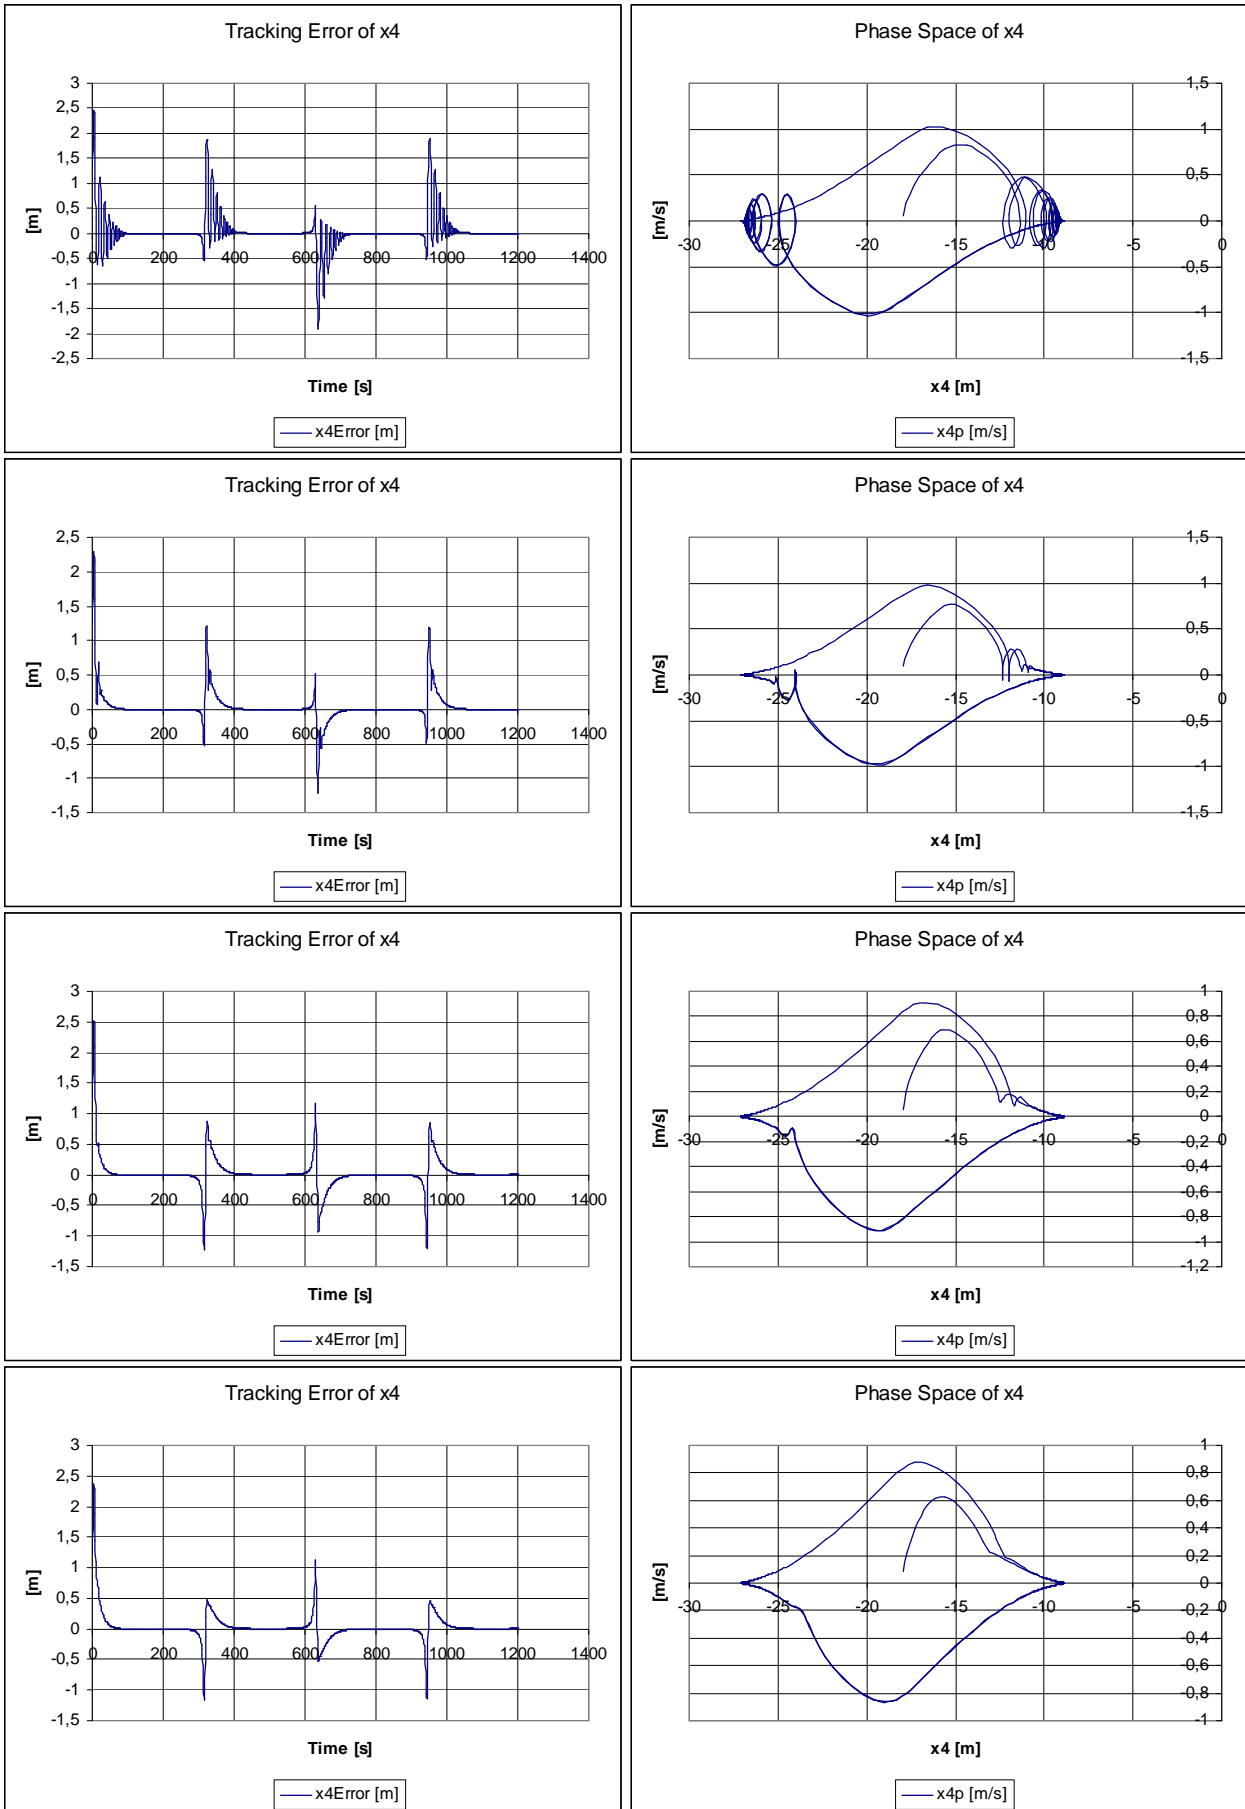 Tracking Error of x4
3
2,5
2
1,5
1
0,5
0
-0,5
-1
-1,5
-2
-2,5
0 200 400 600 800 1000 1200 1400
[m]
Time [s]
x4Error [m]
Phase Space of x4
1,5
1
0,5
0
-0,5
-1
-1,5
-30 -25 -20 -15 -10 -5 0
[m/s]
x4 [m]
x4p [m/s]
Tracking Error of x4
2,5
2
1,5
1
0,5
0
-0,5
-1
-1,5
0 200 400 600 800 1000 1200 1400
[m]
Time [s]
x4Error [m]
Phase Space of x4
1,5
1
0,5
0
-0,5
-1
-1,5
-30 -25 -20 -15 -10 -5 0
[m/s]
x4 [m]
x4p [m/s]
Tracking Error of x4
3
2,5
2
1,5
1
0,5
0
-0,5
-1
-1,5
0 200 400 600 800 1000 1200 1400
[m]
Time [s]
x4Error [m]
Phase Space of x4
1
0,8
0,6
0,4
0,2
0
-0,2
-0,4
-0,6
-0,8
-1
-1,2
-30 -25 -20 -15 -10 -5 0
[m/s]
x4 [m]
x4p [m/s]
Tracking Error of x4
3
2,5
2
1,5
1
0,5
0
-0,5
-1
-1,5
0 200 400 600 800 1000 1200 1400
[m]
Time [s]
x4Error [m]
Phase Space of x4
1
0,8
0,6
0,4
0,2
0
-0,2
-0,4
-0,6
-0,8
-1
-30 -25 -20 -15 -10 -5 0
[m/s]
x4 [m]
x4p [m/s]